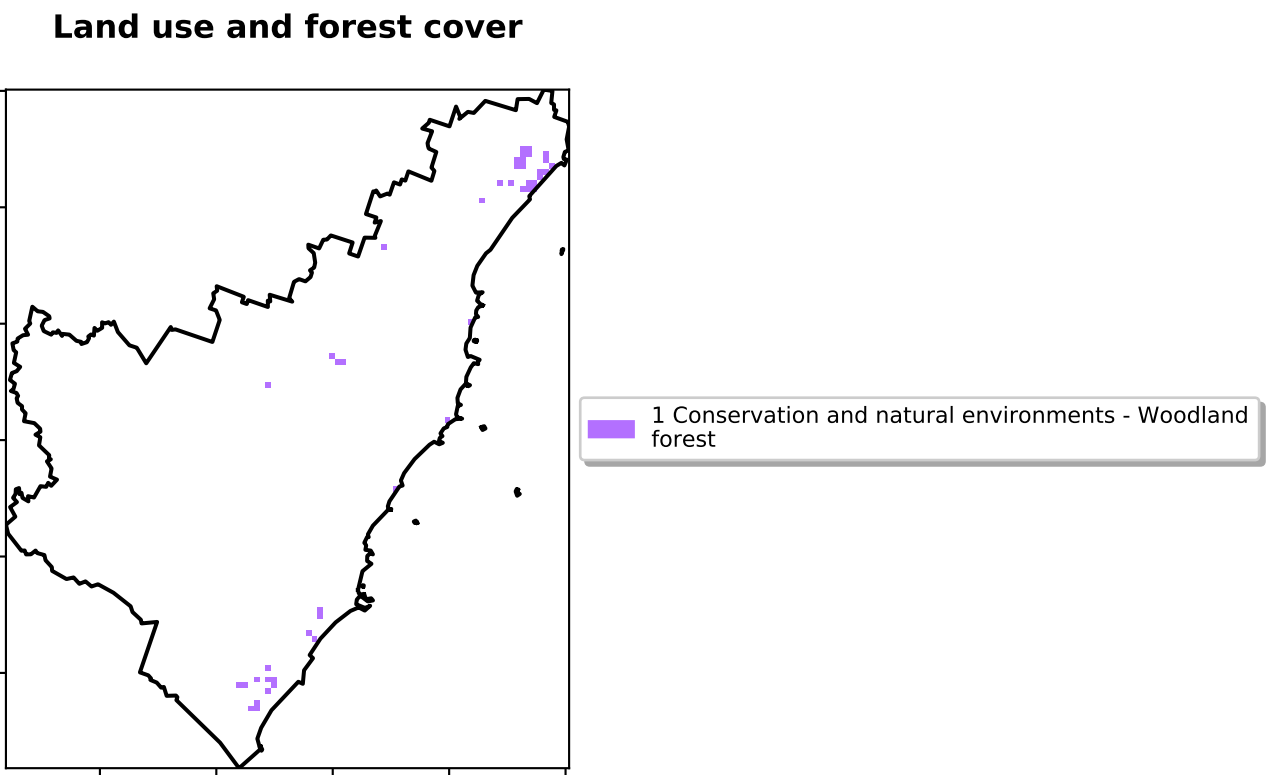 Land use and forest cover
1 Conservation and natural environments - Woodland
forest